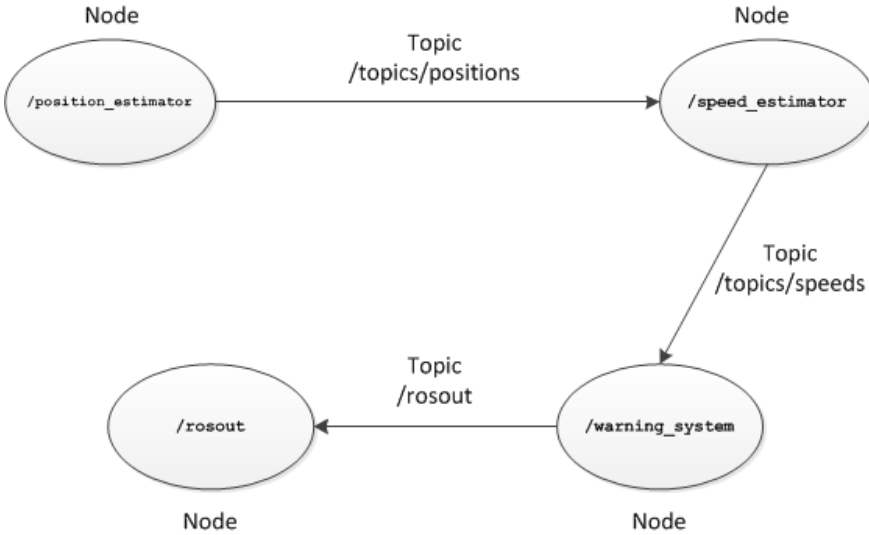 Node
Node
Topic
/topics/positions
/position_estimator
/speed_estimator
Topic
/topics/speeds
Topic
/rosout
/rosout
/warning_system
Node
Node